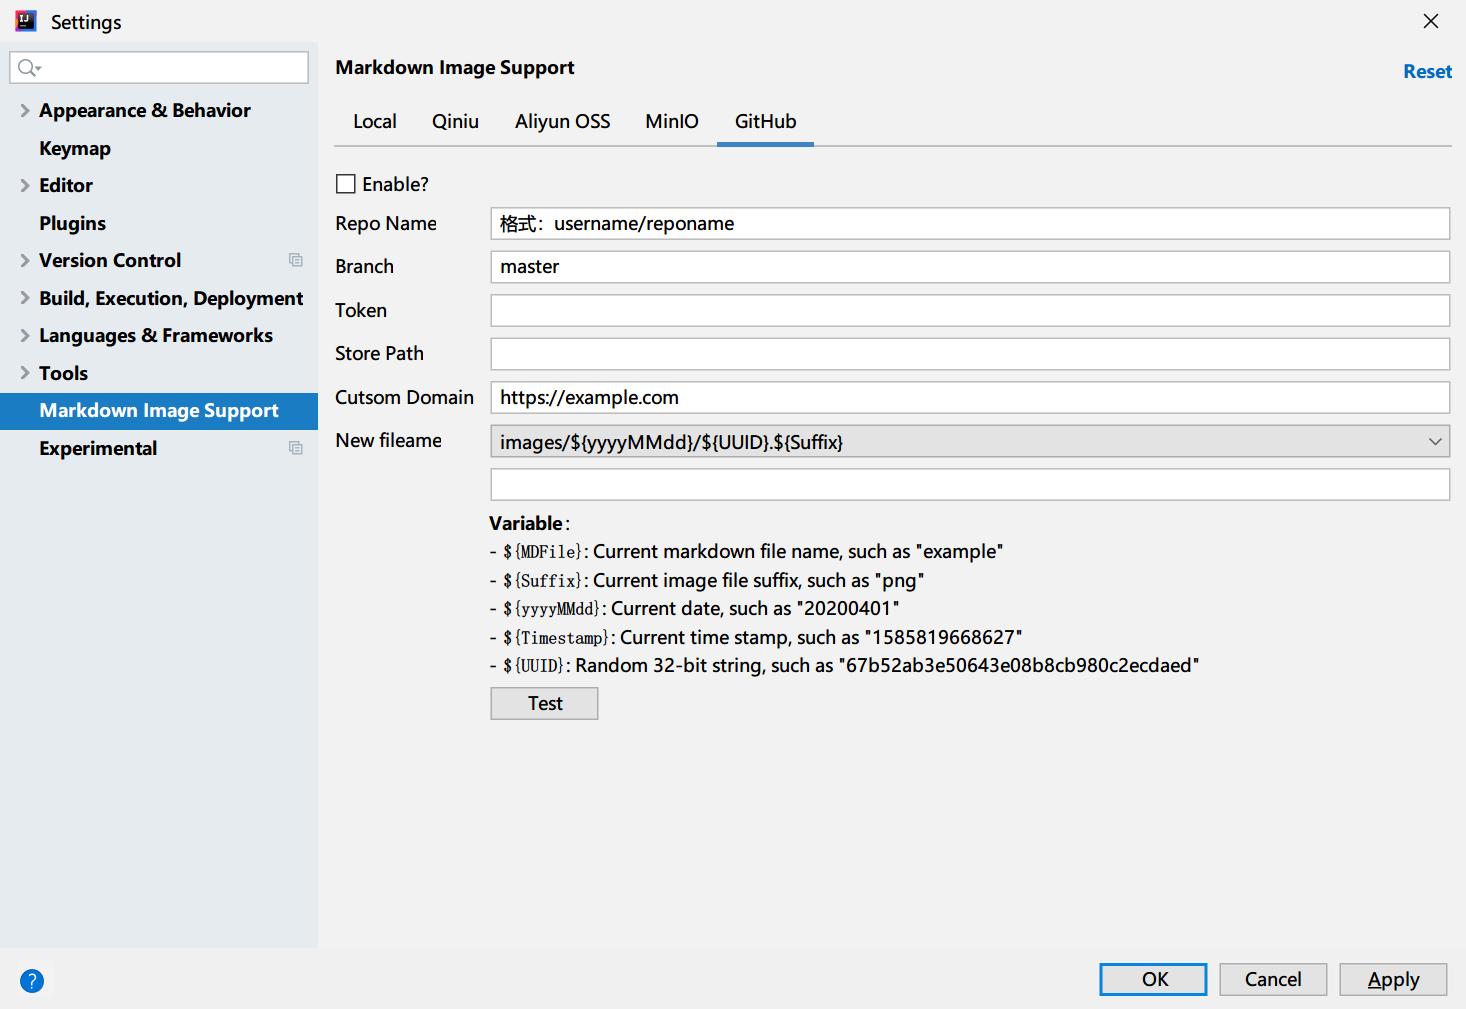 Settings
Appearance & Behavior
Keymap
Editor
Plugins
Version Control
Build, Execution, Deployment
Languages & Frameworks
Tools
Markdown Image Support
Experimental
Markdown Image Support
Reset
Local Qiniu Aliyun OSS MinIO GitHub
Enable?
Repo Name 格式：username/reponame
Branch master
Token
Store Path
Cutsom Domain https://example.com
New fileame images/${yyyyMMdd}/${UUID}.${Suffix}
Variable:
- ${MDFile}: Current markdown file name, such as "example"
- ${Suffix}: Current image file suffix, such as "png"
- ${yyyyMMdd}: Current date, such as "20200401"
- ${Timestamp}: Current time stamp, such as "1585819668627"
- ${UUID}: Random 32-bit string, such as "67b52ab3e50643e08b8cb980c2ecdaed"
Test
? OK Cancel Apply